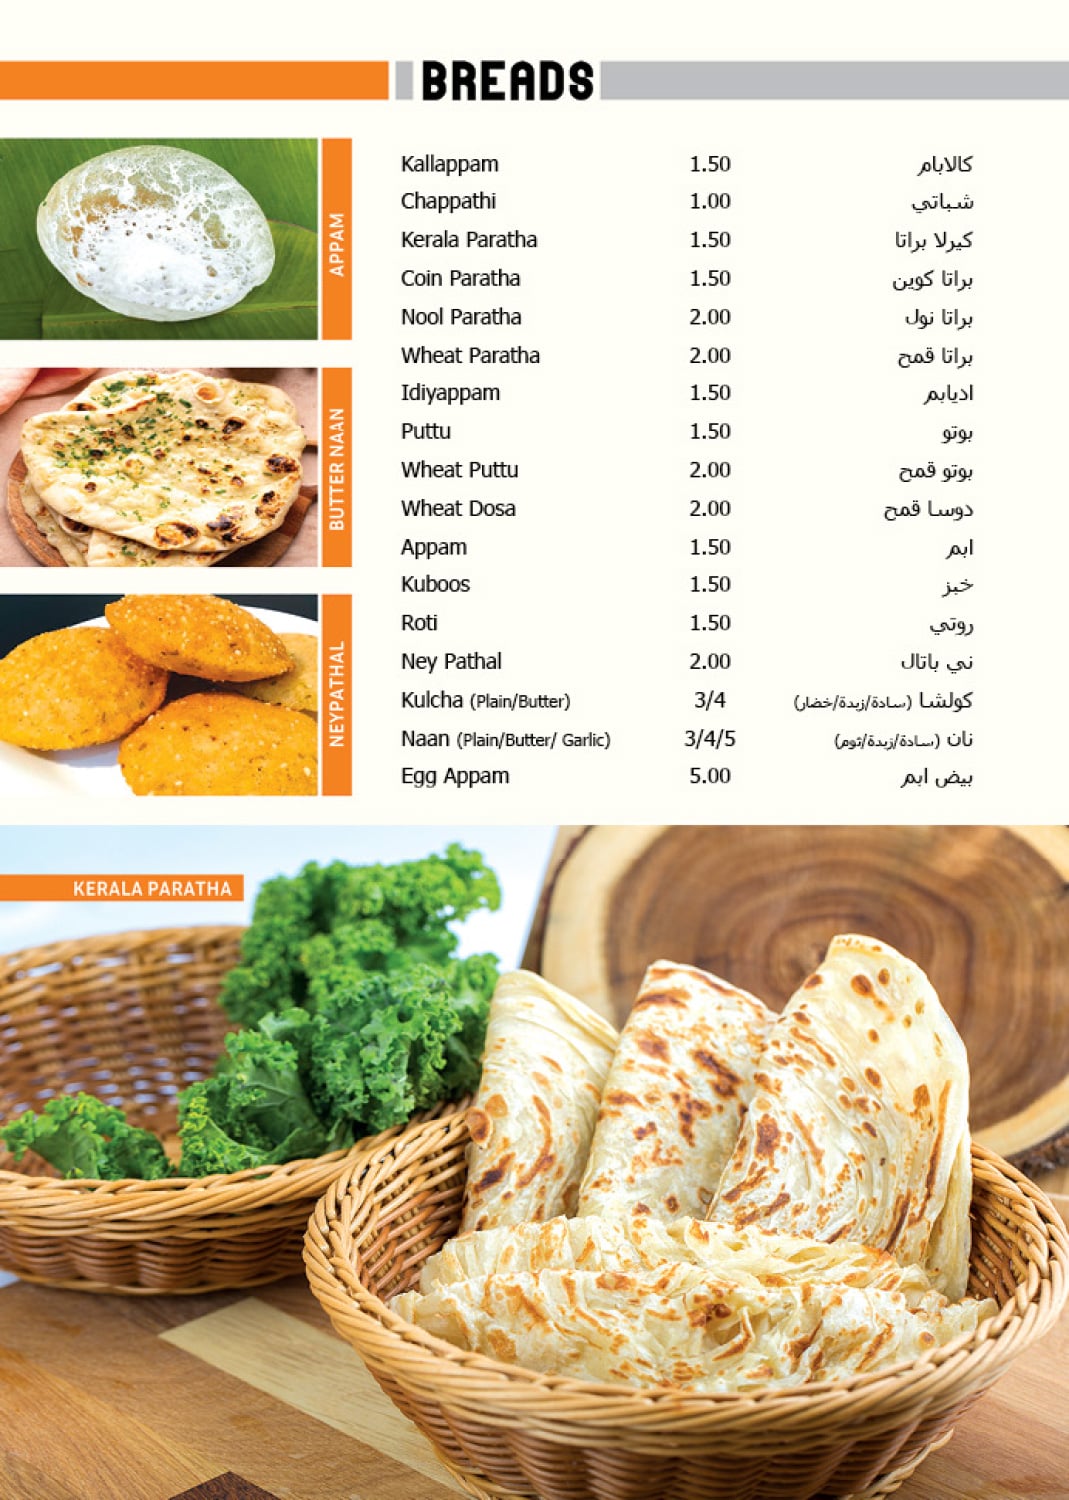 BREADS
APPAM
BUTTER NAAN
NEYPATHAL
Kallappam 1.50 كالابام
Chappathi 1.00 شباتي
Kerala Paratha 1.50 كيرلا براتا
Coin Paratha 1.50 براتا كوين
Nool Paratha 2.00 براتا نول
Wheat Paratha 2.00 براتا قمح
Idiyappam 1.50 اديابم
Puttu 1.50 بوتو
Wheat Puttu 2.00 بوتو قمح
Wheat Dosa 2.00 دوسا قمح
Appam 1.50 ابم
Kuboos 1.50 خبز
Roti 1.50 روتي
Ney Pathal 2.00 ني باتال
Kulcha (Plain/Butter) 3/4 كولشا (سادة/زبدة/خضار)
Naan (Plain/Butter/ Garlic) 3/4/5 نان (سادة/زبدة/ثوم)
Egg Appam 5.00 بيض ابم
KERALA PARATHA